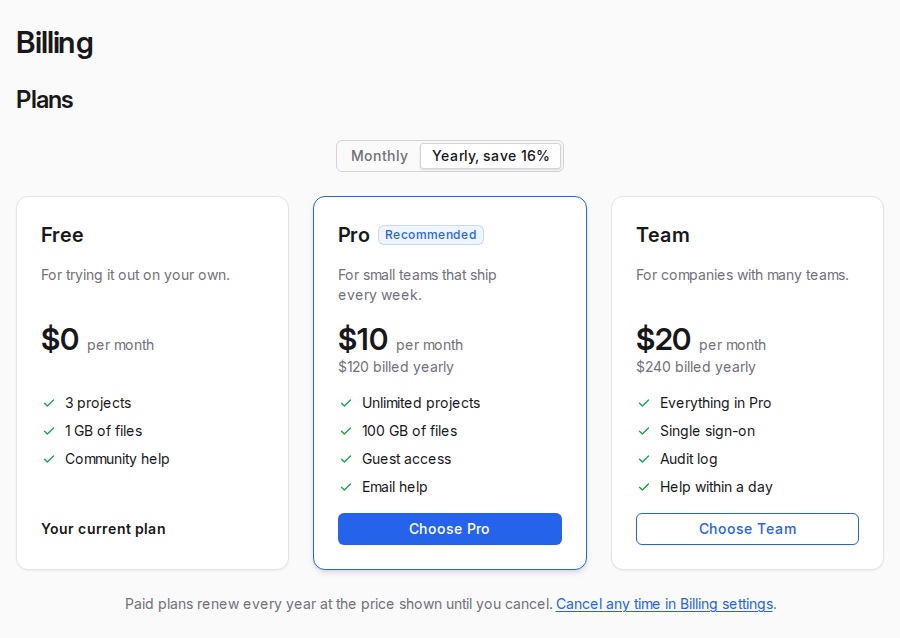 Billing
Plans
Monthly
Yearly, save 16%
Free
For trying it out on your own.
$0 per month
3 projects
1 GB of files
Community help
Your current plan
Pro
Recommended
For small teams that ship
every week.
$10 per month
$120 billed yearly
Unlimited projects
100 GB of files
Guest access
Email help
Choose Pro
Team
For companies with many teams.
$20 per month
$240 billed yearly
Everything in Pro
Single sign-on
Audit log
Help within a day
Choose Team
Paid plans renew every year at the price shown until you cancel. Cancel any time in Billing settings.